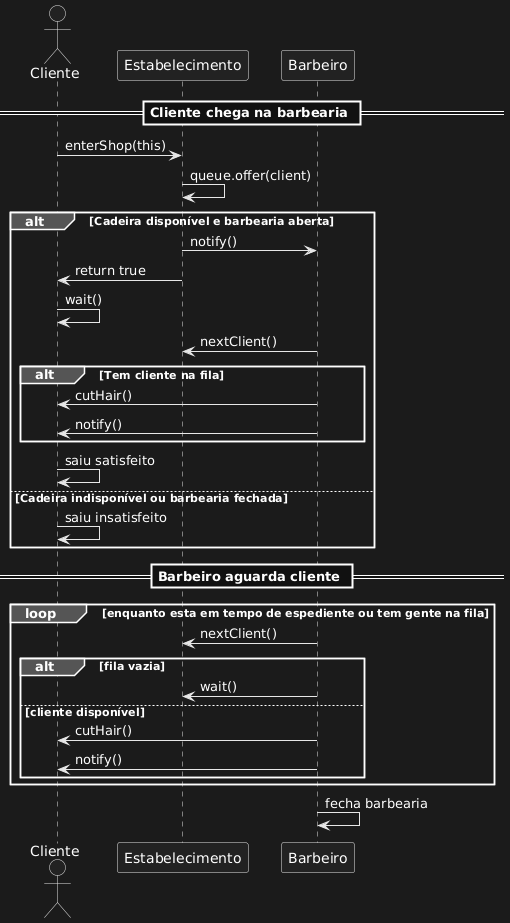 Cliente
Estabelecimento
Barbeiro
Cliente chega na barbearia
enterShop(this)
queue.offer(client)
alt [Cadeira disponível e barbearia aberta]
notify()
return true
wait()
nextClient()
alt [Tem cliente na fila]
cutHair()
notify()
saiu satisfeito
[Cadeira indisponível ou barbearia fechada]
saiu insatisfeito
Barbeiro aguarda cliente
loop [enquanto esta em tempo de espediente ou tem gente na fila]
nextClient()
alt [fila vazia]
wait()
[cliente disponível]
cutHair()
notify()
fecha barbearia
Cliente
Estabelecimento
Barbeiro